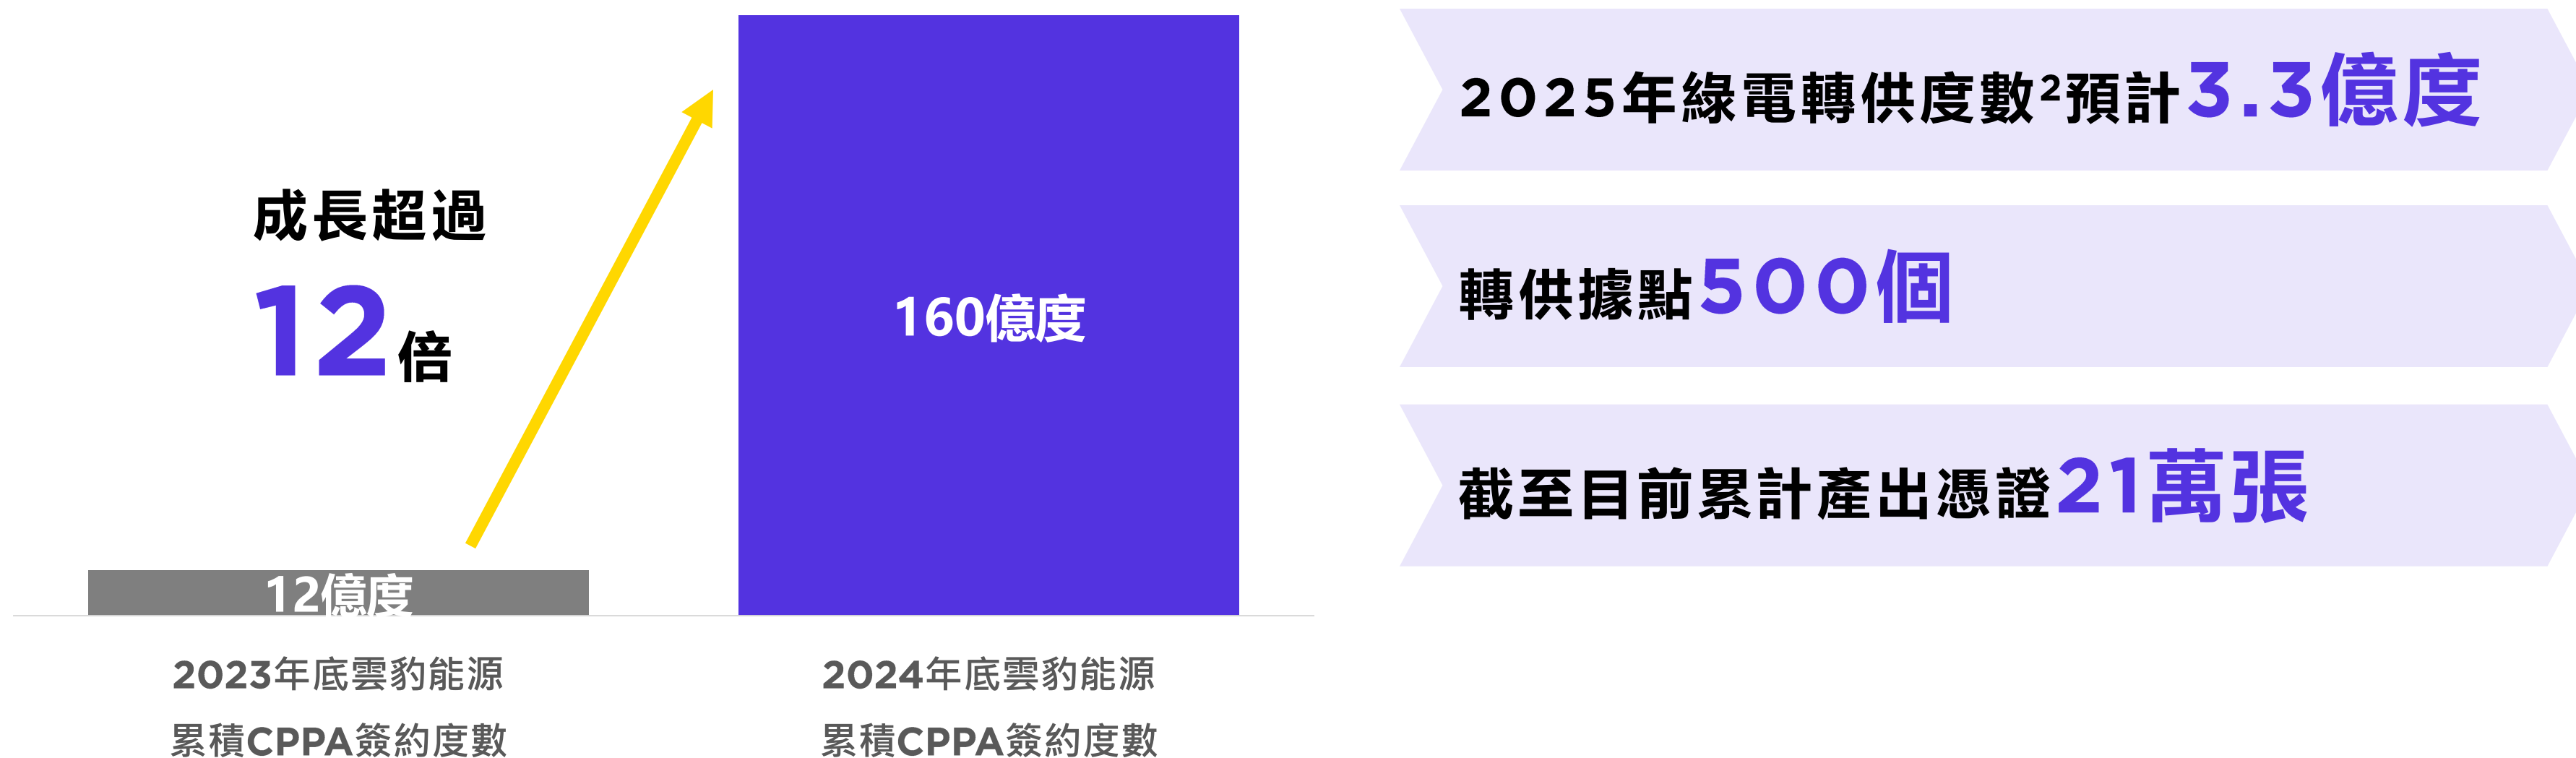 成長超過
12倍
160億度
12億度
2023年底雲豹能源
累積CPPA簽約度數
2024年底雲豹能源
累積CPPA簽約度數
2025年綠電轉供度數²預計3.3億度
轉供據點500個
截至目前累計產出憑證21萬張